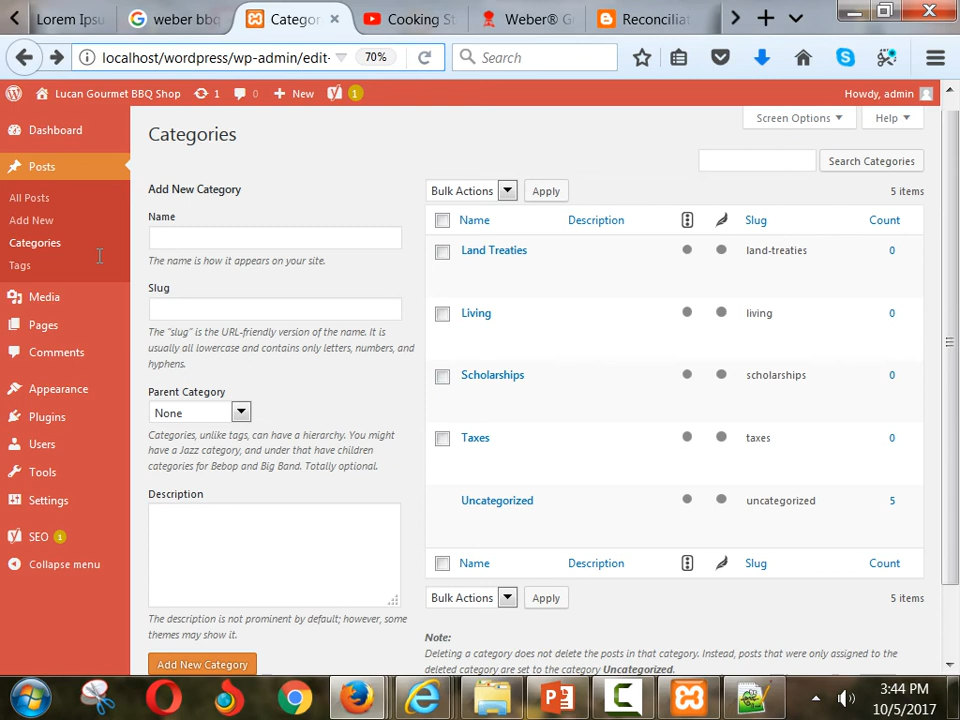 Lorem Ipsu
weber bbq
Categor
Cooking St
Weber® G
Reconciliat
localhost/wordpress/wp-admin/edit-
70%
Search
Lucan Gourmet BBQ Shop
1
0
New
1
Howdy, admin
Dashboard
Posts
All Posts
Add New
Categories
Tags
Media
Pages
Comments
Appearance
Plugins
Users
Tools
Settings
SEO 1
Collapse menu
Categories
Screen Options
Help
Search Categories
Add New Category
Name
The name is how it appears on your site.
Slug
The "slug" is the URL-friendly version of the name. It is
usually all lowercase and contains only letters, numbers, and
hyphens.
Parent Category
None
Categories, unlike tags, can have a hierarchy. You might
have a Jazz category, and under that have children
categories for Bebop and Big Band. Totally optional.
Description
The description is not prominent by default; however, some
themes may show it.
Add New Category
Bulk Actions
Apply
5 items
Name Description Slug Count
Land Treaties land-treaties 0
Living living 0
Scholarships scholarships 0
Taxes taxes 0
Uncategorized uncategorized 5
Name Description Slug Count
Bulk Actions
Apply
5 items
Note:
Deleting a category does not delete the posts in that category. Instead, posts that were only assigned to the
deleted category are set to the category Uncategorized.
3:44 PM
10/5/2017